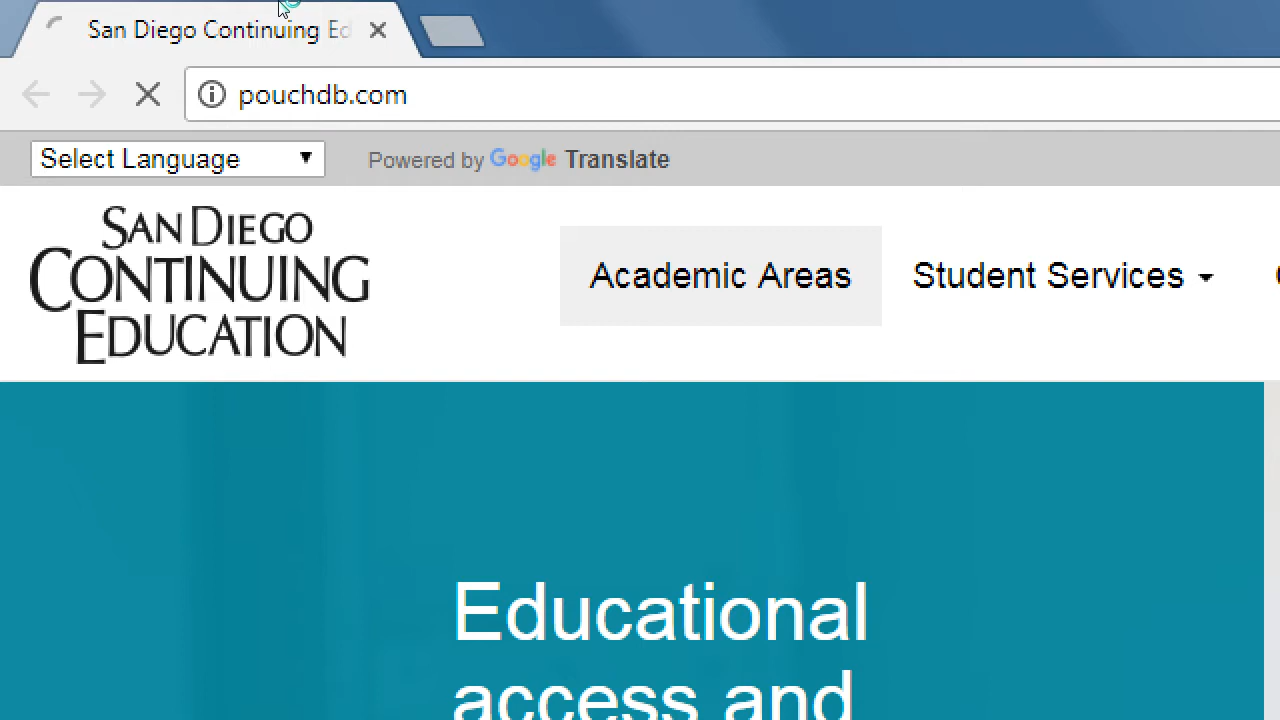 San Diego Continuing Ed
pouchdb.com
Select Language
Powered by Google Translate
SAN DIEGO
CONTINUING
EDUCATION
Academic Areas
Student Services
Educational
access and